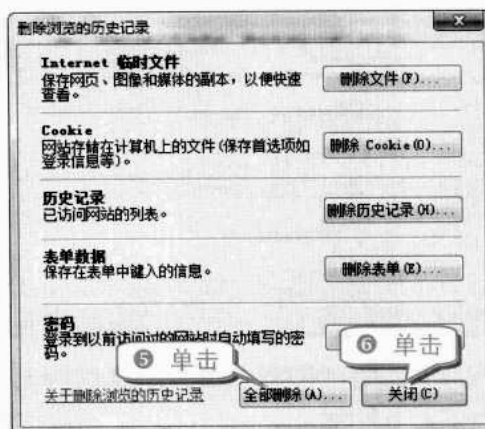 删除浏览的历史记录
Internet 临时文件
保存网页、图像和媒体的副本，以便快速
查看。
删除文件(F)...
Cookie
网站存储在计算机上的文件(保存首选项如
登录信息等)。
删除 Cookie(O)...
历史记录
已访问网站的列表。
删除历史记录(H)...
表单数据
保存在表单中键入的信息。
删除表单(E)...
密码
登录到以前访问过的网站时自动填写的密
码。
❺ 单击
❻ 单击
关于删除浏览的历史记录
全部删除(A)...
关闭(C)